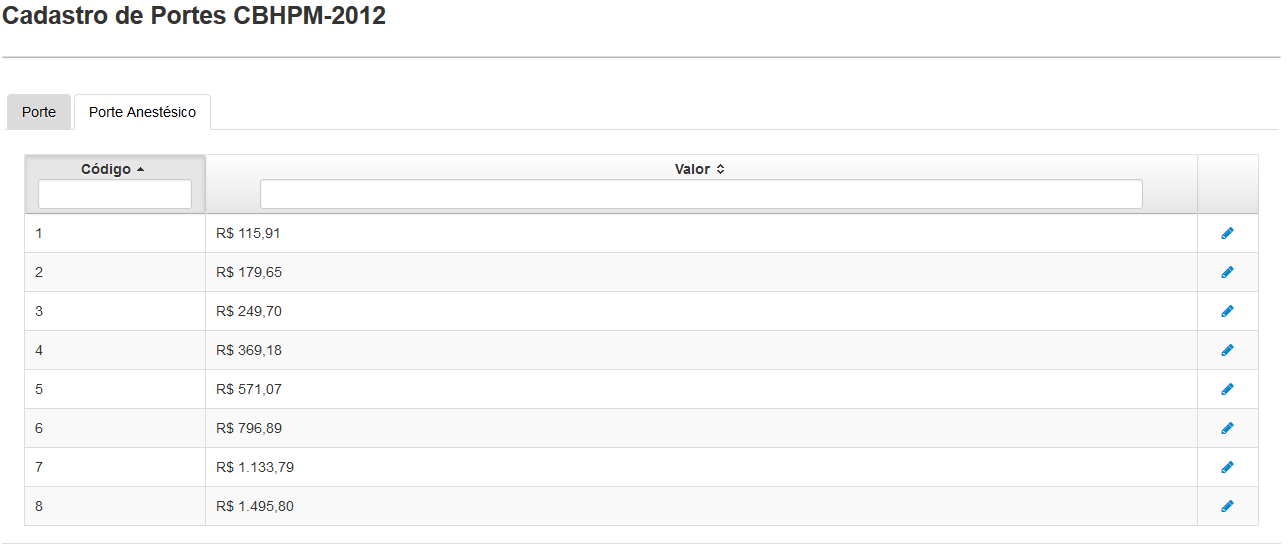 Cadastro de Portes CBHPM-2012
Porte Porte Anestésico
Código Valor
1 R$ 115,91
2 R$ 179,65
3 R$ 249,70
4 R$ 369,18
5 R$ 571,07
6 R$ 796,89
7 R$ 1.133,79
8 R$ 1.495,80